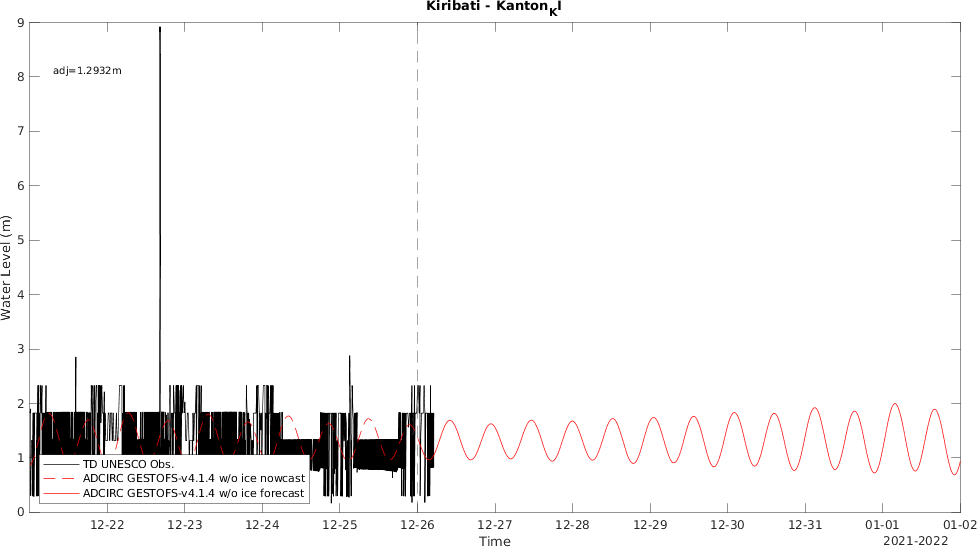 Kiribati - Kanton_KI
adj=1.2932m
9
8
7
6
5
4
3
2
1
0
Water Level (m)
TD UNESCO Obs.
ADCIRC GESTOFS-v4.1.4 w/o ice nowcast
ADCIRC GESTOFS-v4.1.4 w/o ice forecast
12-22 12-23 12-24 12-25 12-26 12-27 12-28 12-29 12-30 12-31 01-01 01-02
Time
2021-2022